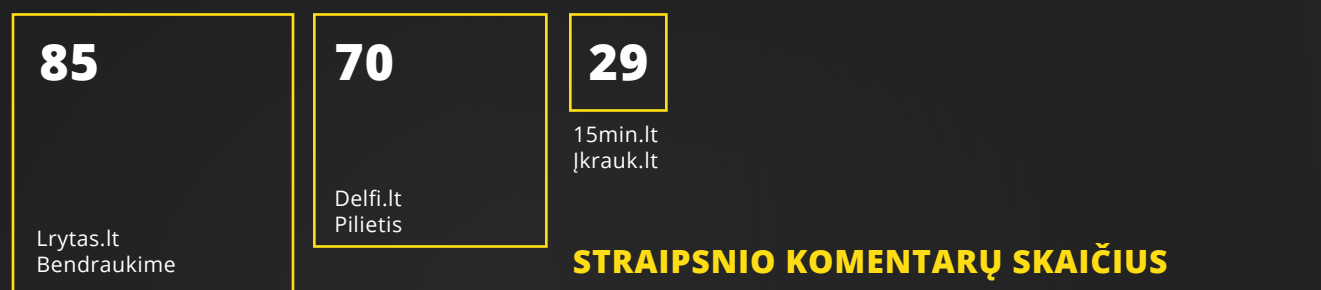 85
Lrytas.lt
Bendraukime
70
Delfi.lt
Pilietis
29
15min.lt
Įkrauk.lt
STRAIPSNIO KOMENTARŲ SKAIČIUS